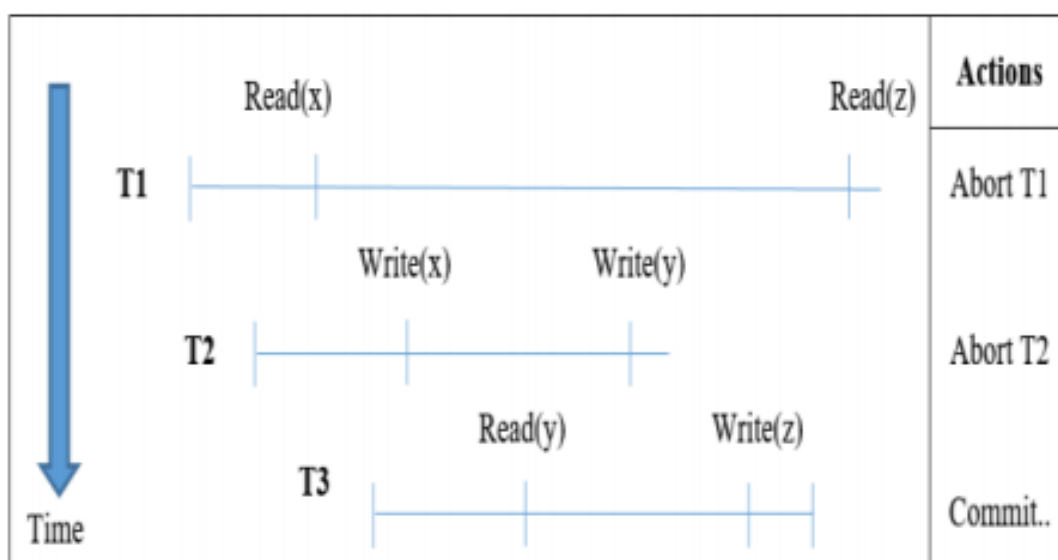 Actions
Read(x) Read(z)
T1 Abort T1
Write(x) Write(y)
T2 Abort T2
Read(y) Write(z)
T3
Time Commit..